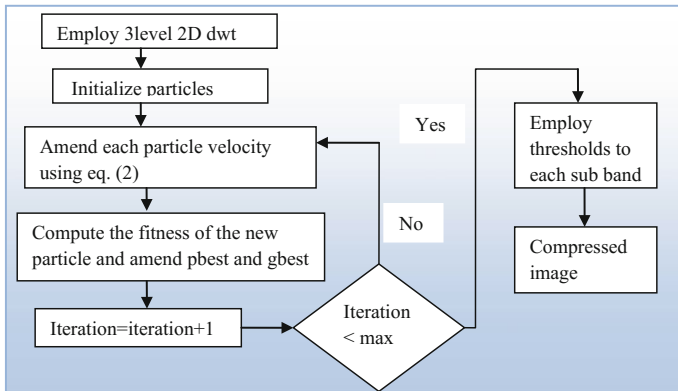 Employ 3level 2D dwt
Initialize particles
Amend each particle velocity
using eq. (2)
Compute the fitness of the new
particle and amend pbest and gbest
Iteration=iteration+1
Iteration
< max
No
Yes
Employ
thresholds to
each sub band
Compressed
image